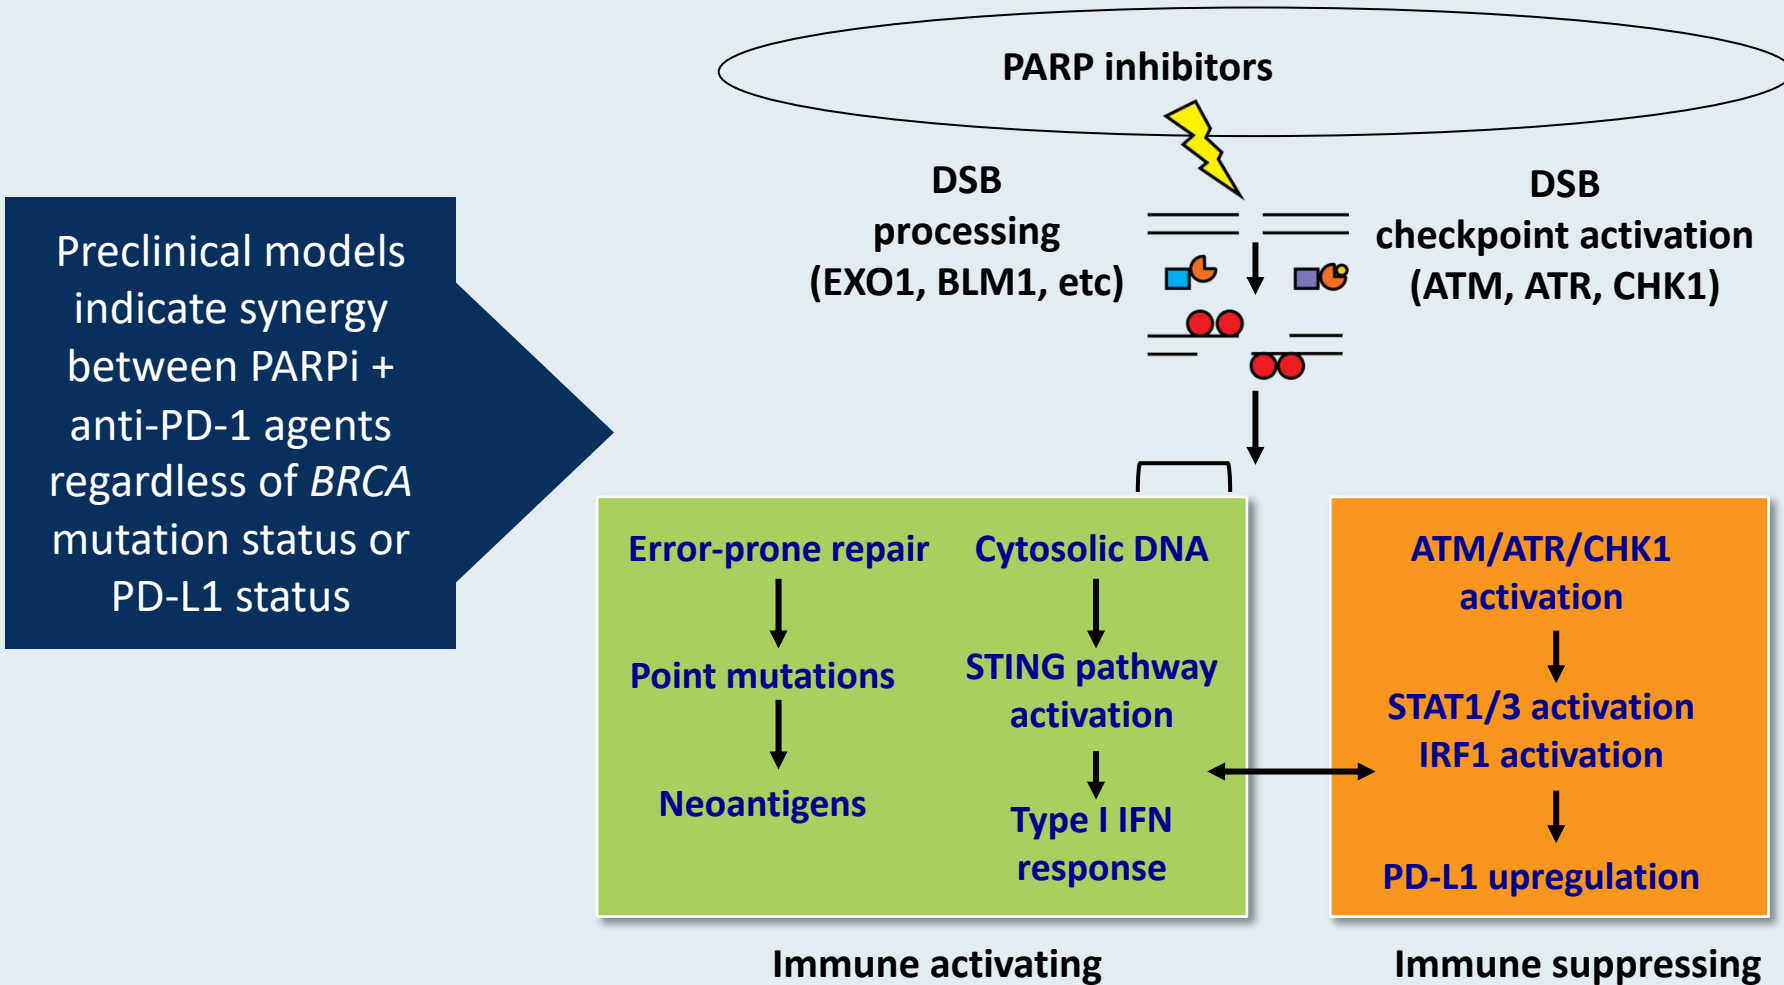 PARP inhibitors
DSB
processing
(EXO1, BLM1, etc)
DSB
checkpoint activation
(ATM, ATR, CHK1)
Preclinical models
indicate synergy
between PARPi +
anti-PD-1 agents
regardless of BRCA
mutation status or
PD-L1 status
Error-prone repair
Point mutations
Neoantigens
Cytosolic DNA
STING pathway
activation
Type I IFN
response
ATM/ATR/CHK1
activation
STAT1/3 activation
IRF1 activation
PD-L1 upregulation
Immune activating
Immune suppressing